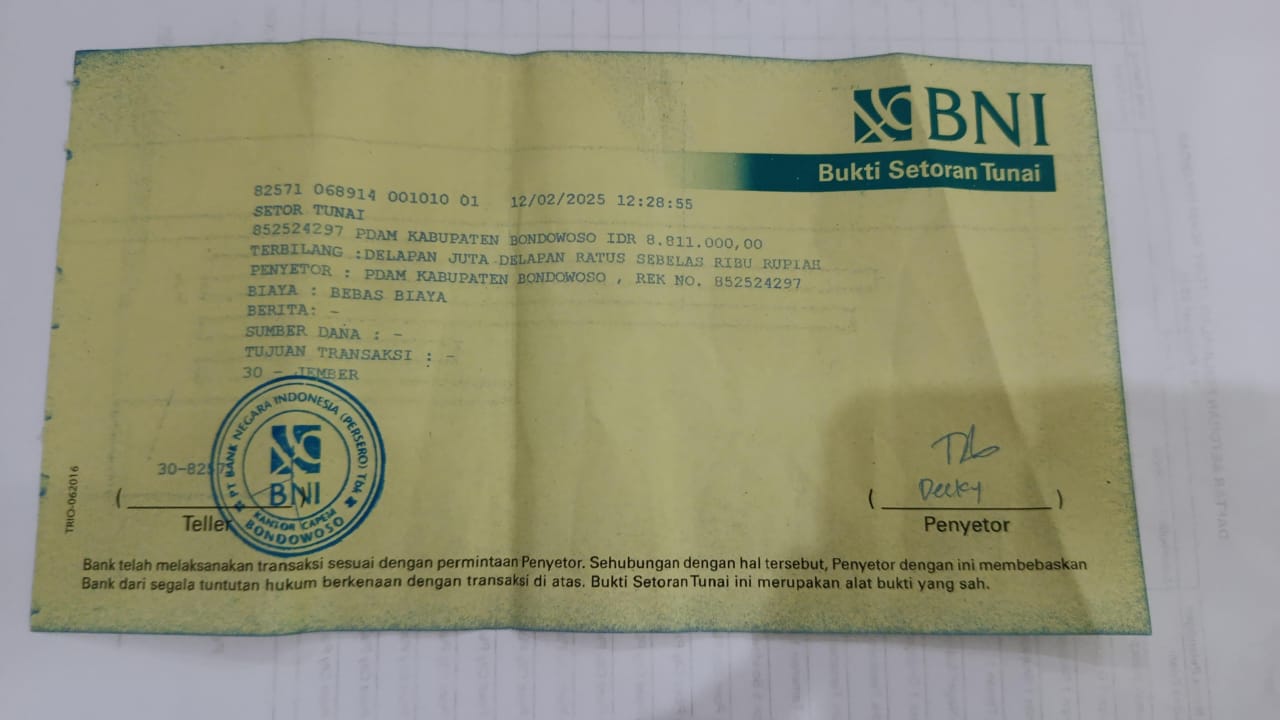 BNI
Bukti Setoran Tunai
82571 068914 001010 01 12/02/2025 12:28:55
SETOR TUNAI
852524297 PDAM KABUPATEN BONDOWOSO IDR 8.811.000,00
TERBILANG :DELAPAN JUTA DELAPAN RATUS SEBELAS RIBU RUPIAH
PENYETOR : PDAM KABUPATEN BONDOWOSO , REK NO. 852524297
BIAYA : BEBAS BIAYA
BERITA: -
SUMBER DANA : -
TUJUAN TRANSAKSI : -
30 - JEMBER
PT BANK NEGARA INDONESIA (PERSERO) Tbk
BNI
KANTOR CAPEM
BONDOWOSO
30-8257
( )
Teller
Decky
( )
Penyetor
TRIO-062016
Bank telah melaksanakan transaksi sesuai dengan permintaan Penyetor. Sehubungan dengan hal tersebut, Penyetor dengan ini membebaskan
Bank dari segala tuntutan hukum berkenaan dengan transaksi di atas. Bukti Setoran Tunai ini merupakan alat bukti yang sah.